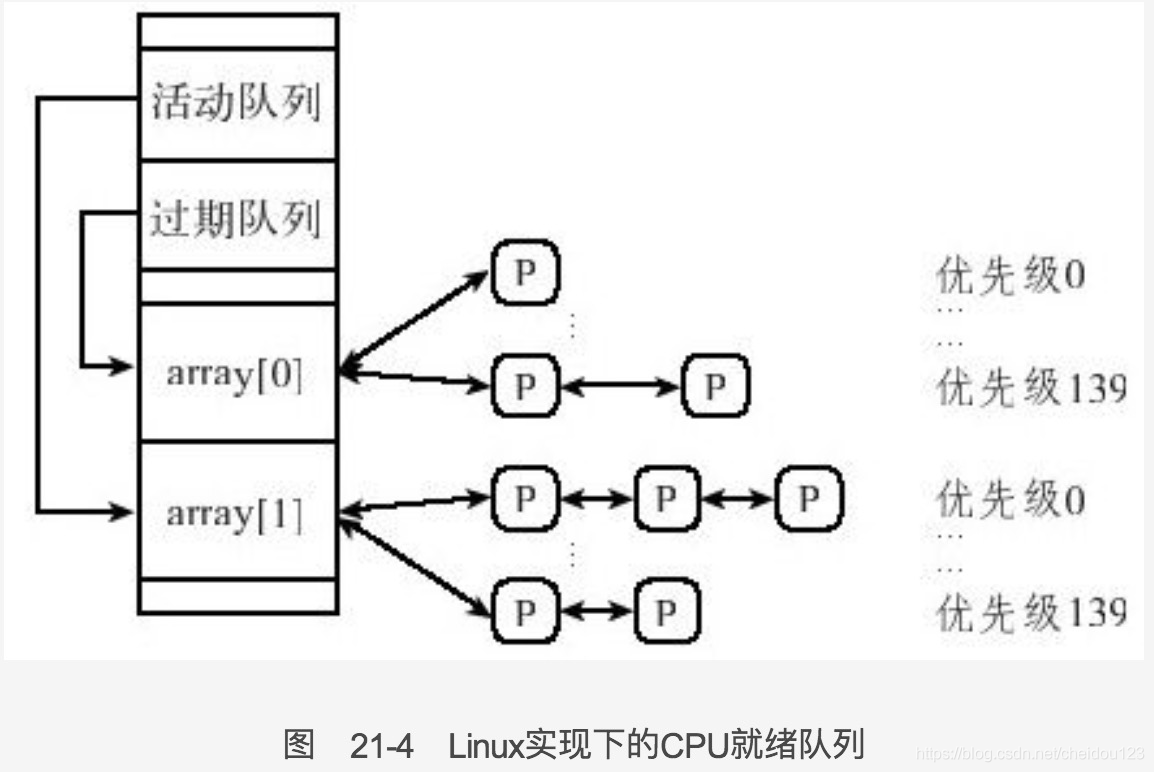 活动队列
过期队列
P
优先级0
⋮
...
...
array[0]
P
P
优先级139
P
P
P
优先级0
array[1]
⋮
...
...
P
P
优先级139
图 21-4 Linux实现下的CPU就绪队列
https://blog.csdn.net/cheidou123